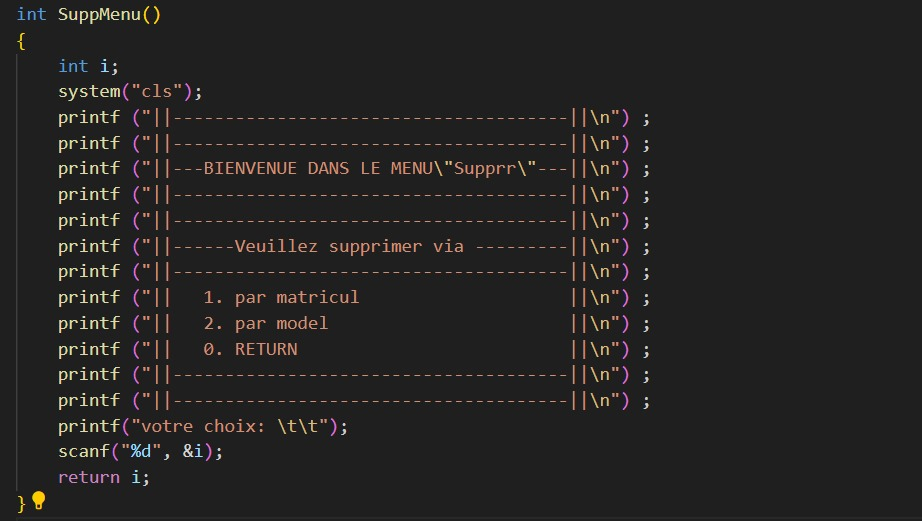 int SuppMenu()
{
    int i;
    system("cls");
    printf ("||--------------------------------------||\n") ;
    printf ("||--------------------------------------||\n") ;
    printf ("||---BIENVENUE DANS LE MENU\"Supprr\"---||\n") ;
    printf ("||--------------------------------------||\n") ;
    printf ("||--------------------------------------||\n") ;
    printf ("||------Veuillez supprimer via ---------||\n") ;
    printf ("||--------------------------------------||\n") ;
    printf ("||   1. par matricul                    ||\n") ;
    printf ("||   2. par model                       ||\n") ;
    printf ("||   0. RETURN                          ||\n") ;
    printf ("||--------------------------------------||\n") ;
    printf ("||--------------------------------------||\n") ;
    printf("votre choix: \t\t");
    scanf("%d", &i);
    return i;
}